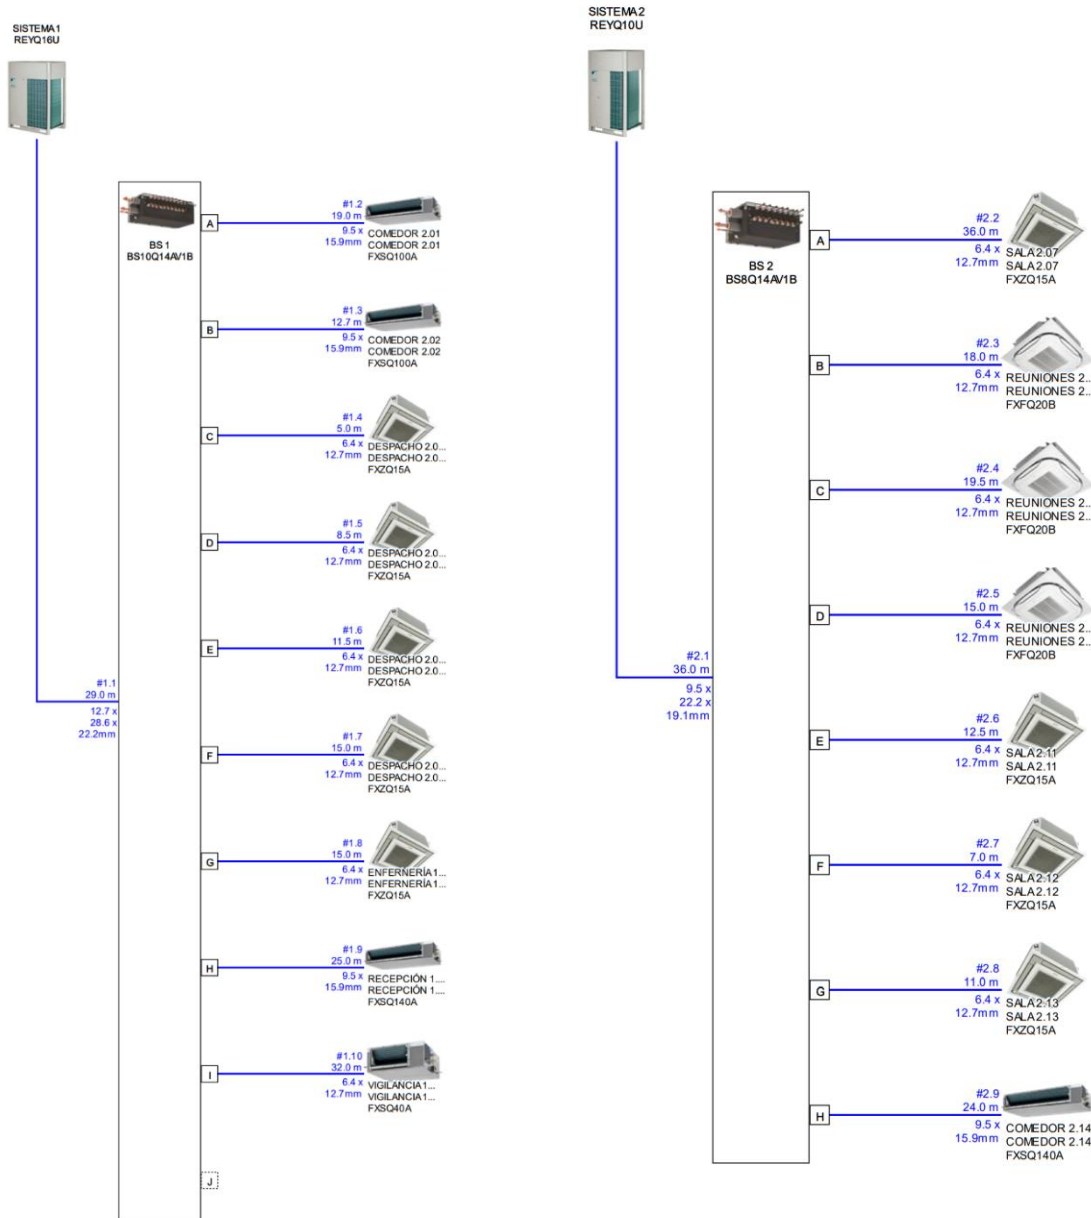 SISTEMA1
REYQ16U
BS 1
BS10Q14AV1B
#1.1
29.0 m
12.7 x
28.6 x
22.2mm
A
#1.2
19.0 m
9.5 x
15.9mm
COMEDOR 2.01
COMEDOR 2.01
FXSQ100A
B
#1.3
12.7 m
9.5 x
15.9mm
COMEDOR 2.02
COMEDOR 2.02
FXSQ100A
C
#1.4
5.0 m
6.4 x
12.7mm
DESPACHO 2.0...
DESPACHO 2.0...
FXZQ15A
D
#1.5
8.5 m
6.4 x
12.7mm
DESPACHO 2.0...
DESPACHO 2.0...
FXZQ15A
E
#1.6
11.5 m
6.4 x
12.7mm
DESPACHO 2.0...
DESPACHO 2.0...
FXZQ15A
F
#1.7
15.0 m
6.4 x
12.7mm
DESPACHO 2.0...
DESPACHO 2.0...
FXZQ15A
G
#1.8
15.0 m
6.4 x
12.7mm
ENFERNERÍA 1...
ENFERNERÍA 1...
FXZQ15A
H
#1.9
25.0 m
9.5 x
15.9mm
RECEPCIÓN 1....
RECEPCIÓN 1....
FXSQ140A
I
#1.10
32.0 m
6.4 x
12.7mm
VIGILANCIA 1...
VIGILANCIA 1...
FXSQ40A
J
SISTEMA2
REYQ10U
BS 2
BS8Q14AV1B
#2.1
36.0 m
9.5 x
22.2 x
19.1mm
A
#2.2
36.0 m
6.4 x
12.7mm
SALA 2.07
SALA 2.07
FXZQ15A
B
#2.3
18.0 m
6.4 x
12.7mm
REUNIONES 2...
REUNIONES 2...
FXFQ20B
C
#2.4
19.5 m
6.4 x
12.7mm
REUNIONES 2...
REUNIONES 2...
FXFQ20B
D
#2.5
15.0 m
6.4 x
12.7mm
REUNIONES 2...
REUNIONES 2...
FXFQ20B
E
#2.6
12.5 m
6.4 x
12.7mm
SALA 2.11
SALA 2.11
FXZQ15A
F
#2.7
7.0 m
6.4 x
12.7mm
SALA 2.12
SALA 2.12
FXZQ15A
G
#2.8
11.0 m
6.4 x
12.7mm
SALA 2.13
SALA 2.13
FXZQ15A
H
#2.9
24.0 m
9.5 x
15.9mm
COMEDOR 2.14
COMEDOR 2.14
FXSQ140A